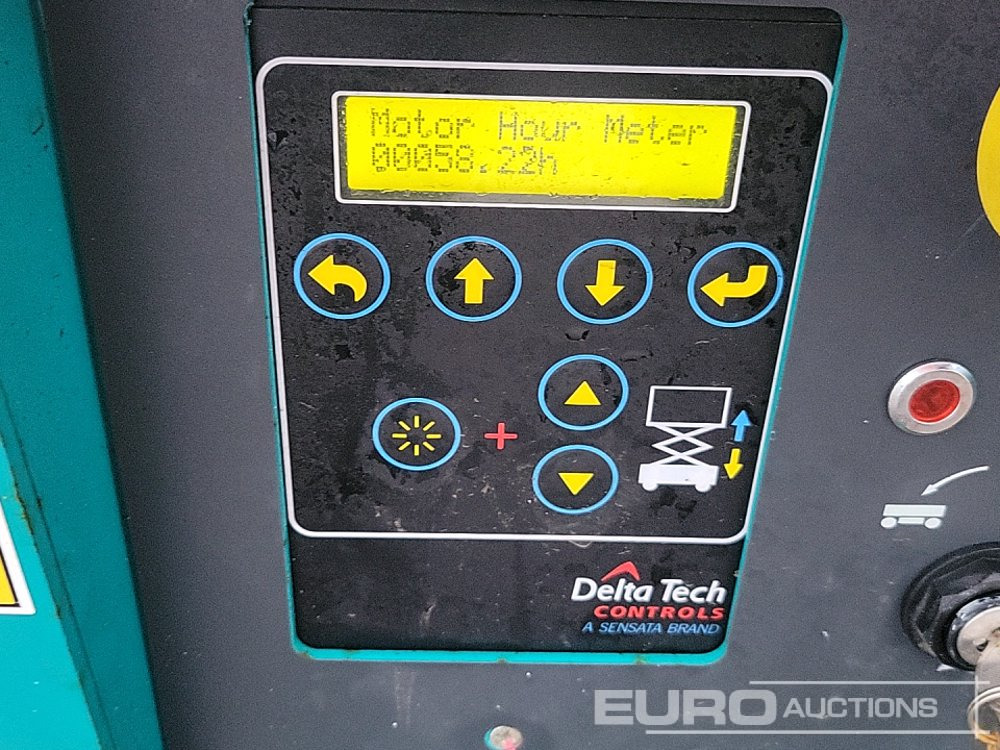 Motor Hour Meter
00058.22h
Delta Tech
CONTROLS
A SENSATA BRAND
EURO AUCTIONS